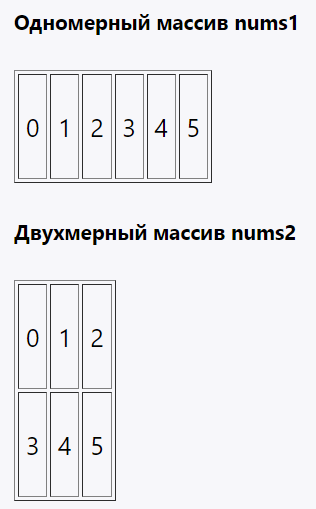 Одномерный массив nums1
0 1 2 3 4 5
Двухмерный массив nums2
0 1 2
3 4 5